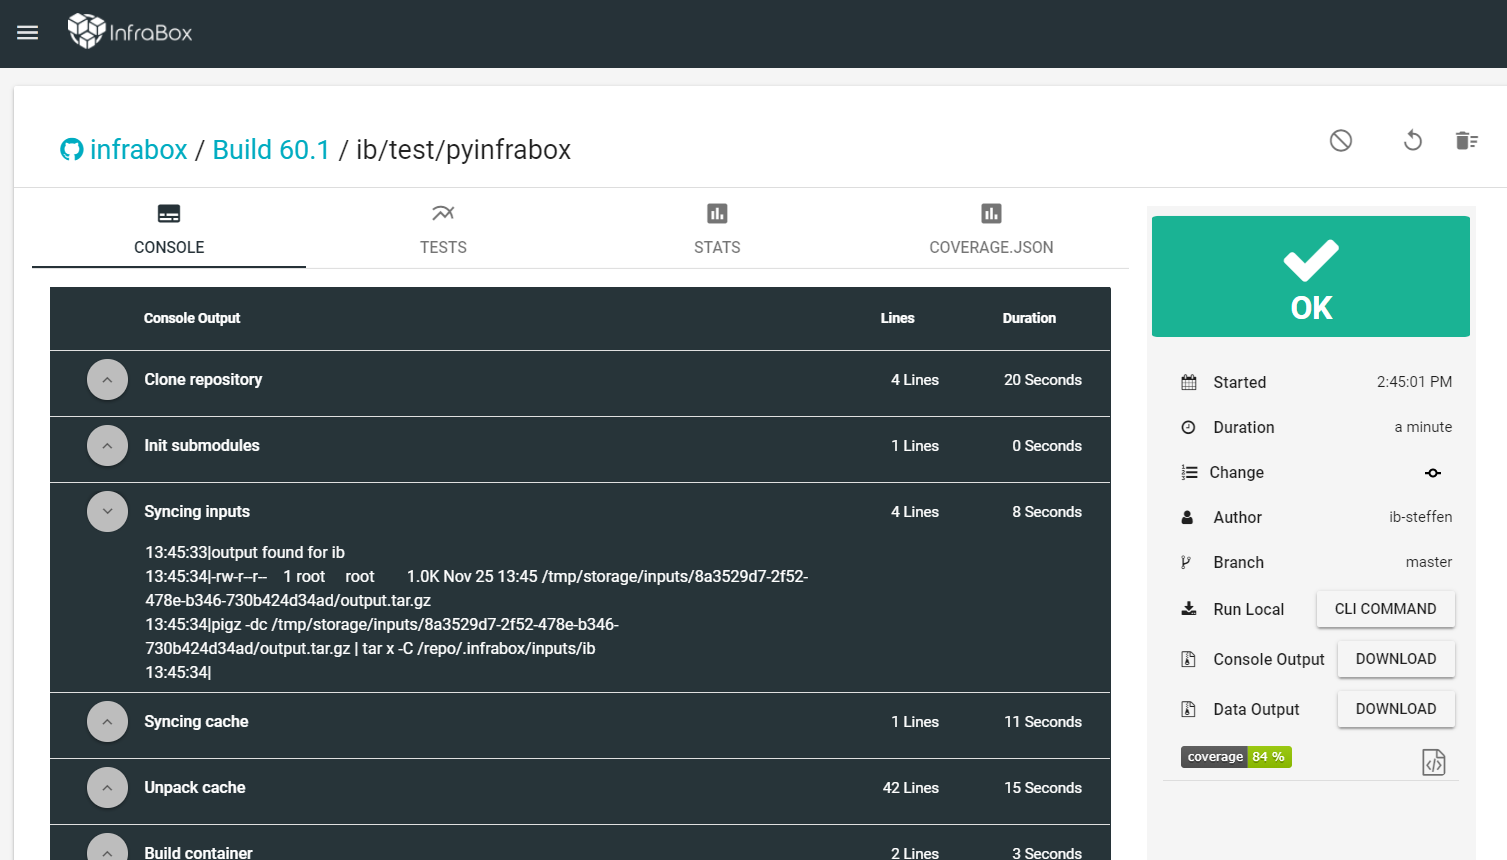 InfraBox
infrabox / Build 60.1 / ib/test/pyinfrabox
CONSOLE TESTS STATS COVERAGE.JSON
Console Output Lines Duration
Clone repository 4 Lines 20 Seconds
Init submodules 1 Lines 0 Seconds
Syncing inputs 4 Lines 8 Seconds
13:45:33|output found for ib
13:45:34|-rw-r--r-- 1 root root 1.0K Nov 25 13:45 /tmp/storage/inputs/8a3529d7-2f52-
478e-b346-730b424d34ad/output.tar.gz
13:45:34|pigz -dc /tmp/storage/inputs/8a3529d7-2f52-478e-b346-
730b424d34ad/output.tar.gz | tar x -C /repo/.infrabox/inputs/ib
13:45:34|
Syncing cache 1 Lines 11 Seconds
Unpack cache 42 Lines 15 Seconds
Build container 2 Lines 3 Seconds
OK
Started 2:45:01 PM
Duration a minute
Change
Author ib-steffen
Branch master
Run Local CLI COMMAND
Console Output DOWNLOAD
Data Output DOWNLOAD
coverage 84 %